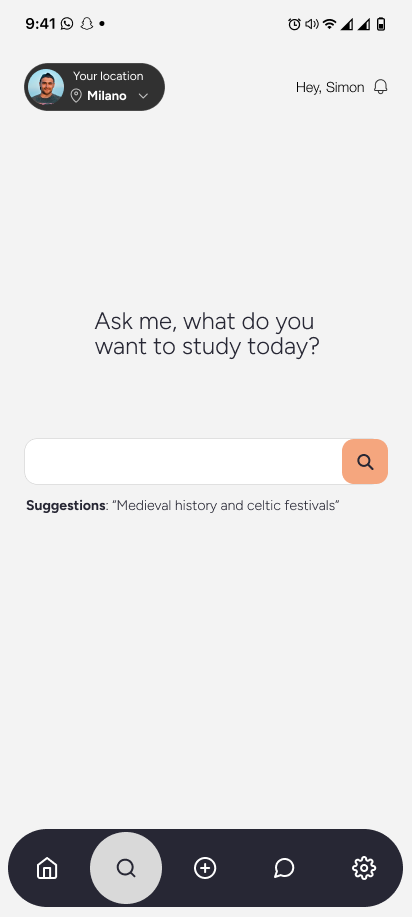 9:41
Your location
Milano
Hey, Simon
Ask me, what do you
want to study today?
Suggestions: “Medieval history and celtic festivals”